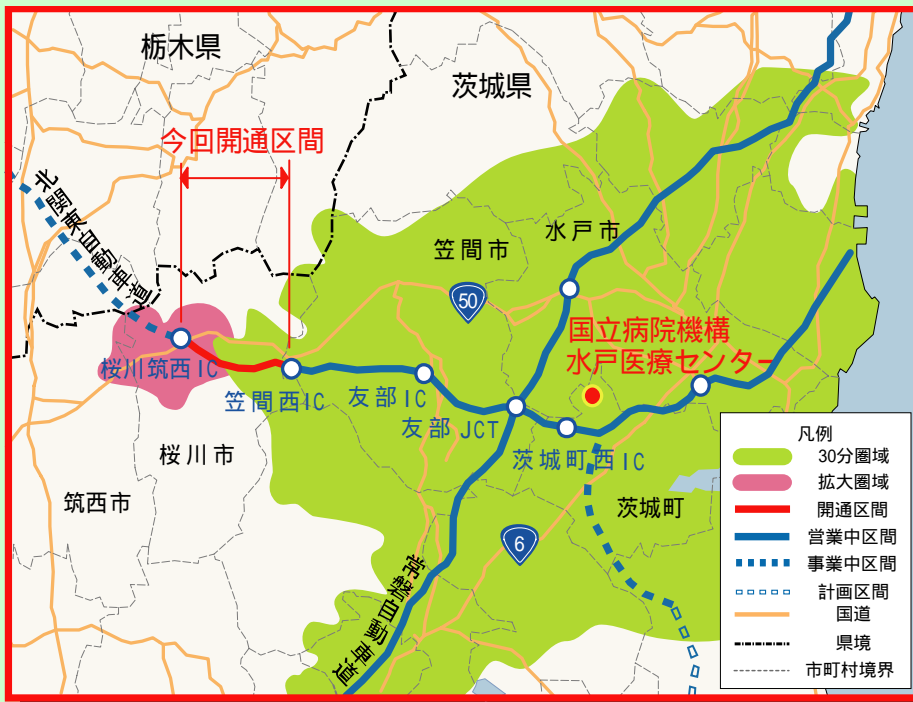 栃木県
茨城県
今回開通区間
北関東自動車道
水戸市
笠間市
50
国立病院機構
水戸医療センター
桜川筑西IC
笠間西IC
友部IC
友部JCT
茨城町西IC
桜川市
筑西市
茨城町
6
常磐自動車道
凡例
30分圏域
拡大圏域
開通区間
営業中区間
事業中区間
計画区間
国道
県境
市町村境界